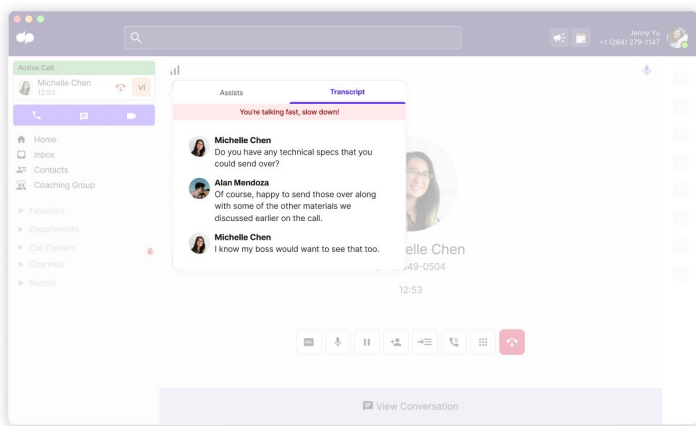 dp
Jenny Yu
+1 (264) 279-1147
Active Call
Michelle Chen
12:53
Vi
Home
Inbox
Contacts
Coaching Group
Favorites
Departments
Call Centers
Channels
Recent
Assists
Transcript
You're talking fast, slow down!
Michelle Chen
Do you have any technical specs that you
could send over?
Alan Mendoza
Of course, happy to send those over along
with some of the other materials we
discussed earlier on the call.
Michelle Chen
I know my boss would want to see that too.
elle Chen
549-0504
12:53
View Conversation